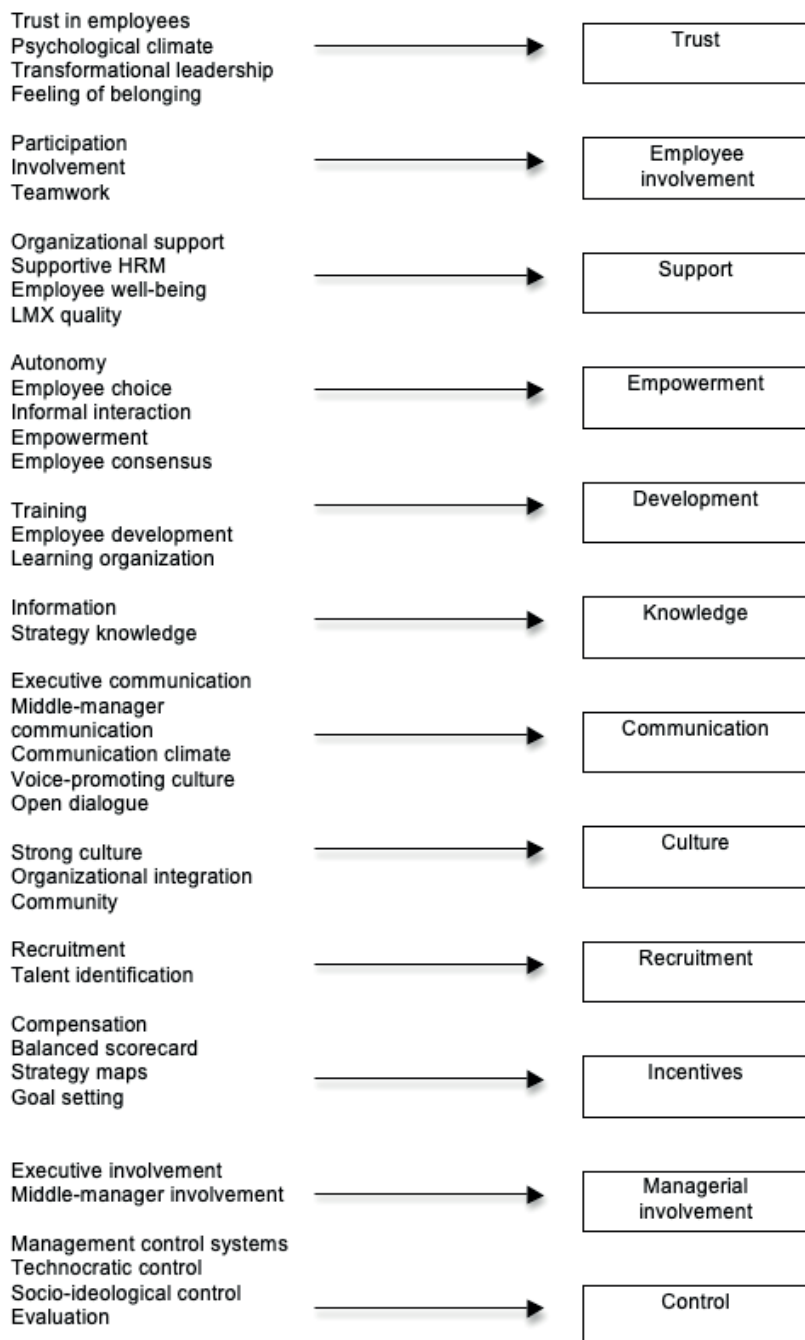 Trust in employees
Psychological climate
Transformational leadership
Feeling of belonging
Trust
Participation
Involvement
Teamwork
Employee
involvement
Organizational support
Supportive HRM
Employee well-being
LMX quality
Support
Autonomy
Employee choice
Informal interaction
Empowerment
Employee consensus
Empowerment
Training
Employee development
Learning organization
Development
Information
Strategy knowledge
Knowledge
Executive communication
Middle-manager
communication
Communication climate
Voice-promoting culture
Open dialogue
Communication
Strong culture
Organizational integration
Community
Culture
Recruitment
Talent identification
Recruitment
Compensation
Balanced scorecard
Strategy maps
Goal setting
Incentives
Executive involvement
Middle-manager involvement
Managerial
involvement
Management control systems
Technocratic control
Socio-ideological control
Evaluation
Control